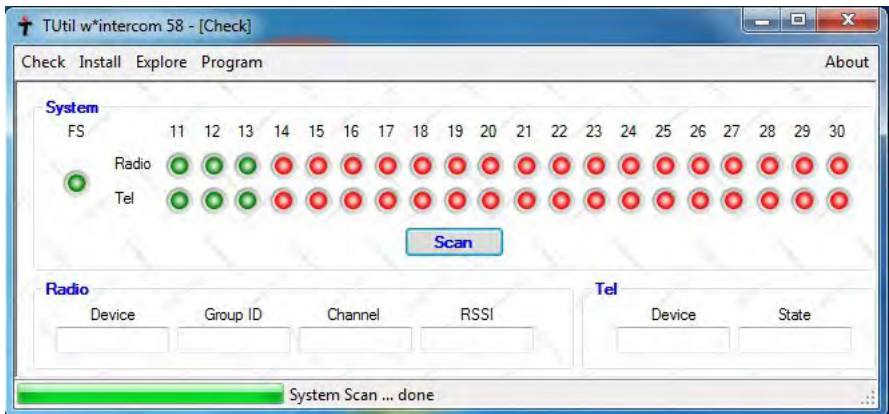 TUtil w*intercom 58 - [Check]
Check Install Explore Program About
System
FS 11 12 13 14 15 16 17 18 19 20 21 22 23 24 25 26 27 28 29 30
Radio
Tel
Scan
Radio Tel
Device Group ID Channel RSSI Device State
System Scan ... done